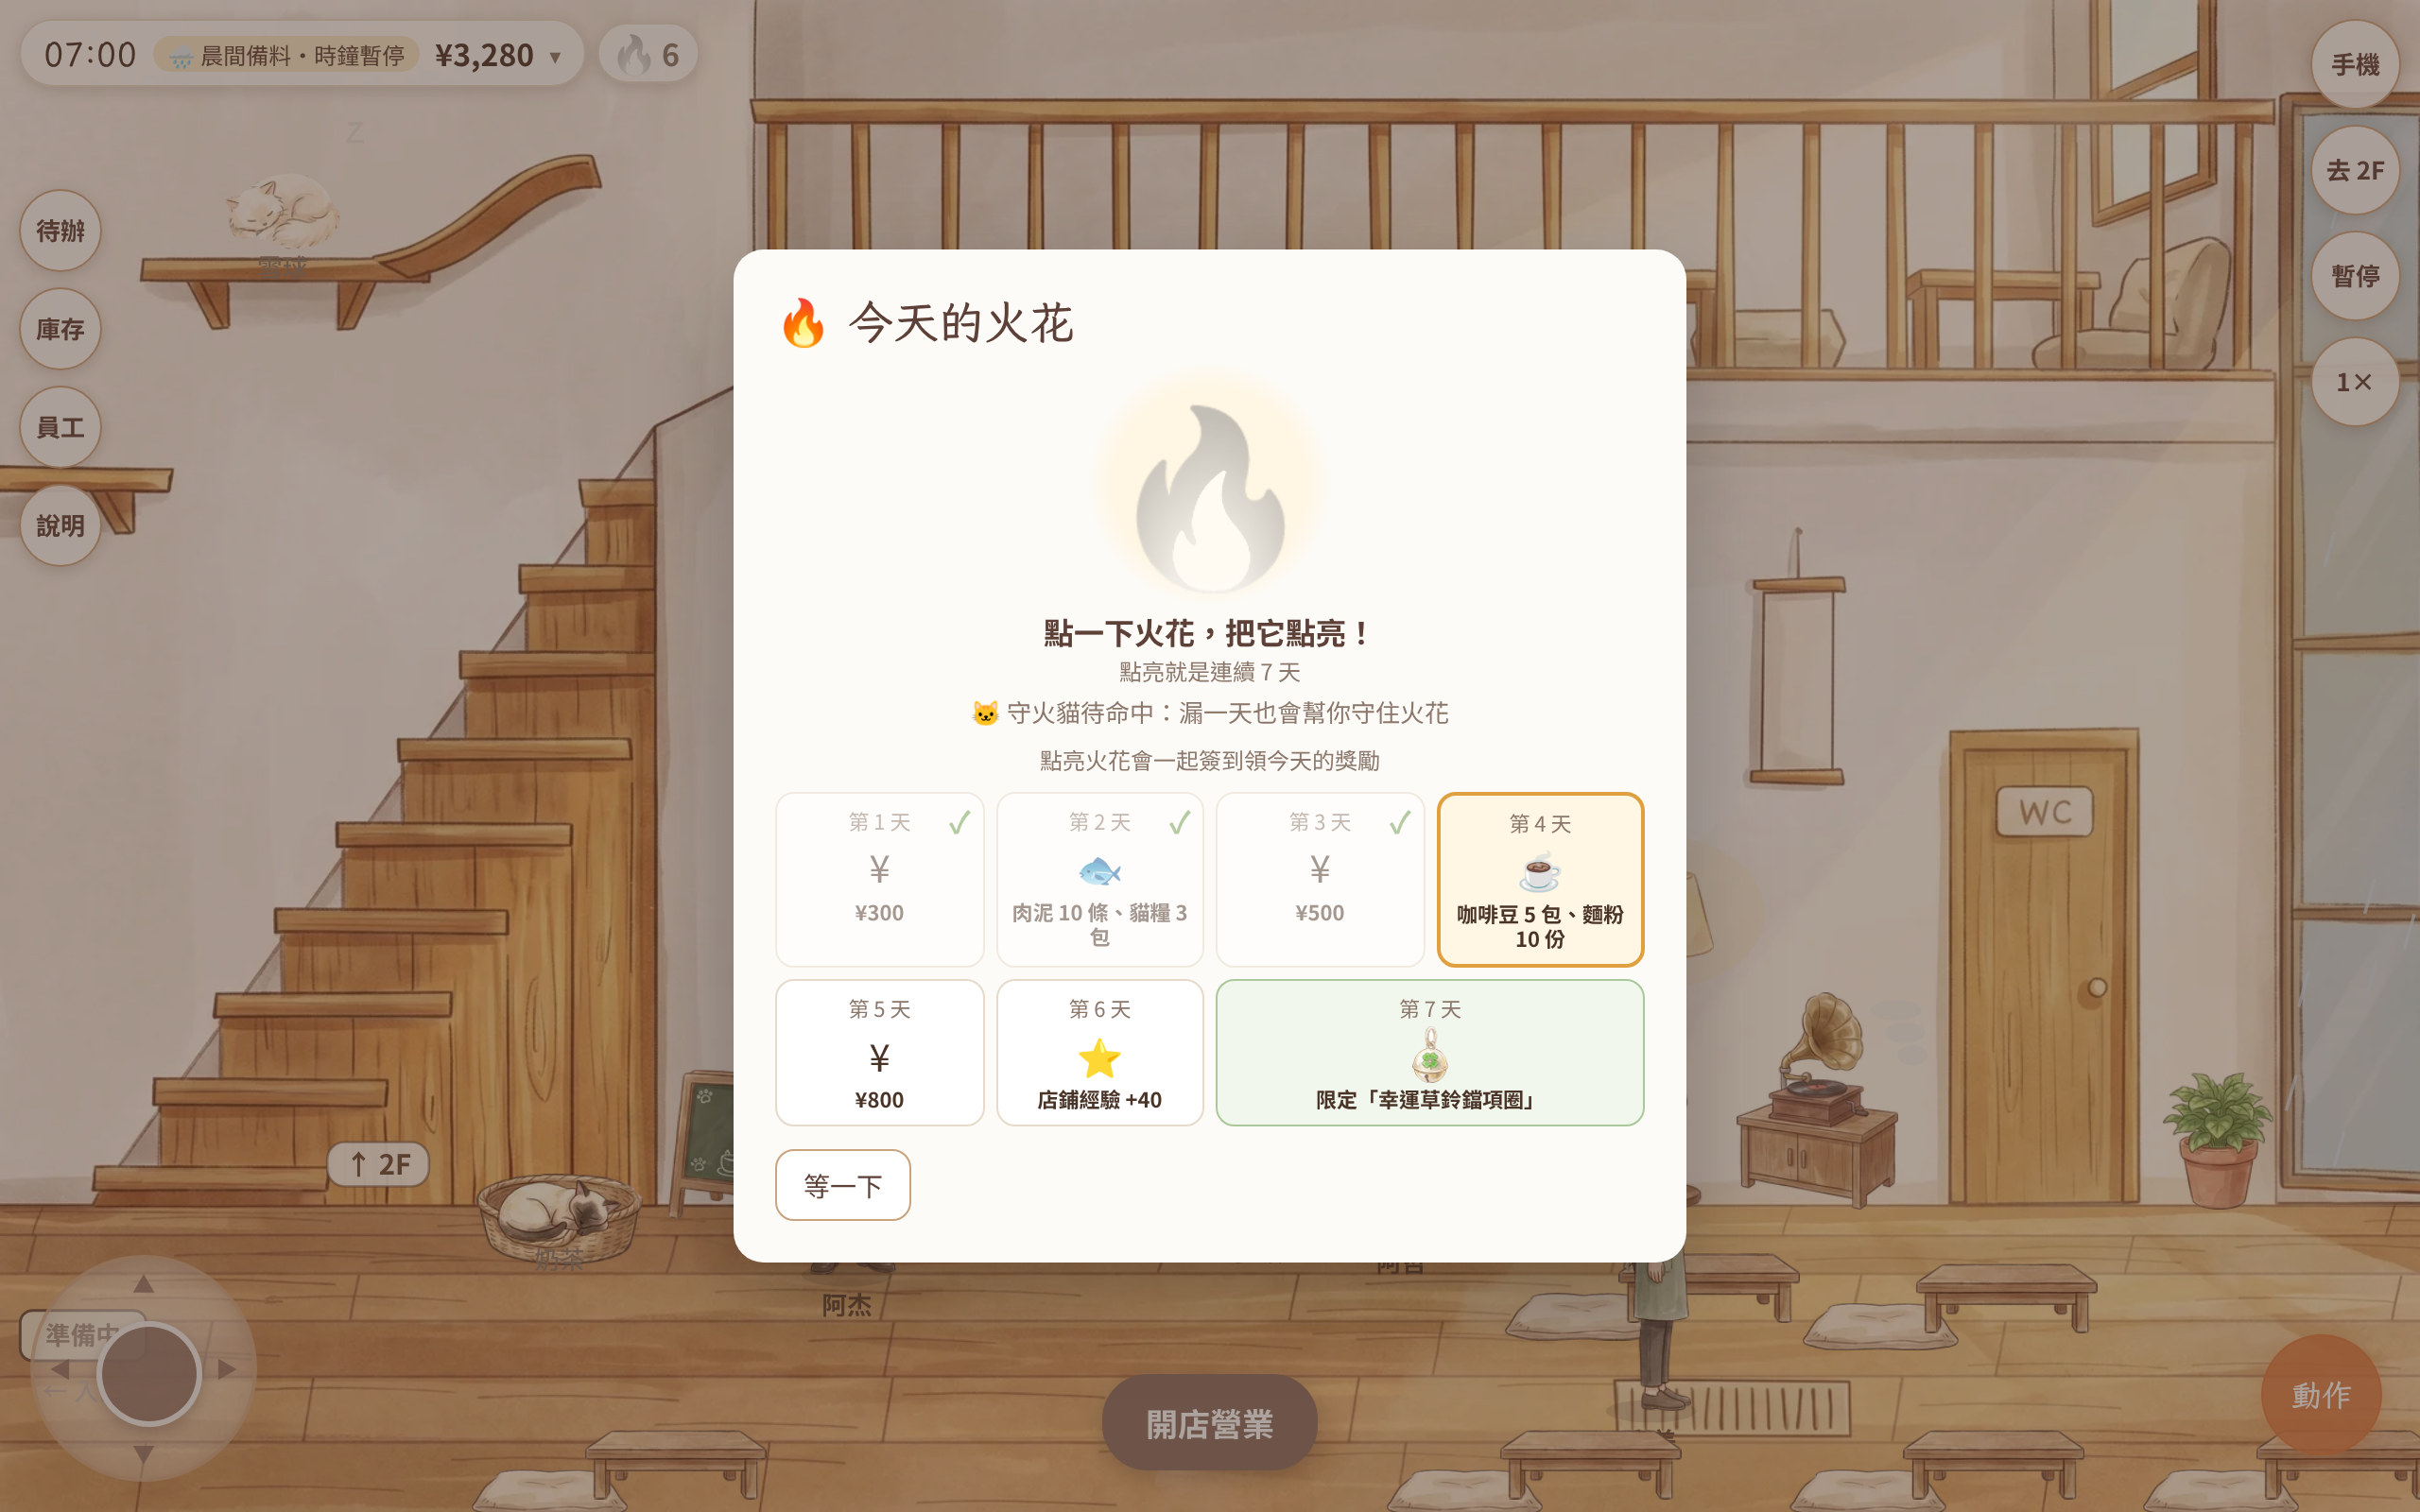 07:00
晨間備料・時鐘暫停
¥3,280 ▾
6
手機
去 2F
暫停
1×
待辦
庫存
員工
說明
z
雪球
今天的火花
點一下火花，把它點亮！
點亮就是連續 7 天
守火貓待命中：漏一天也會幫你守住火花
點亮火花會一起簽到領今天的獎勵
第 1 天 ✓
¥
¥300
第 2 天 ✓
肉泥 10 條、貓糧 3
包
第 3 天 ✓
¥
¥500
第 4 天
咖啡豆 5 包、麵粉
10 份
第 5 天
¥
¥800
第 6 天
店鋪經驗 +40
第 7 天
限定「幸運草鈴鐺項圈」
等一下
WC
↑ 2F
奶茶
阿杰
準備中
開店營業
動作